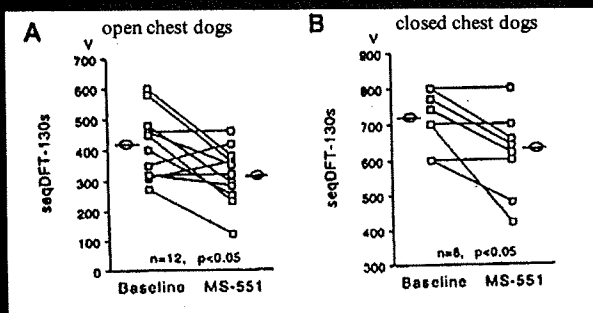 A open chest dogs
V
seqDFT-130s
700
600
500
400
300
200
100
0
n=12, p<0.05
Baseline MS-551
B closed chest dogs
V
seqDFT-130s
900
800
700
600
500
400
300
n=8, p<0.05
Baseline MS-551